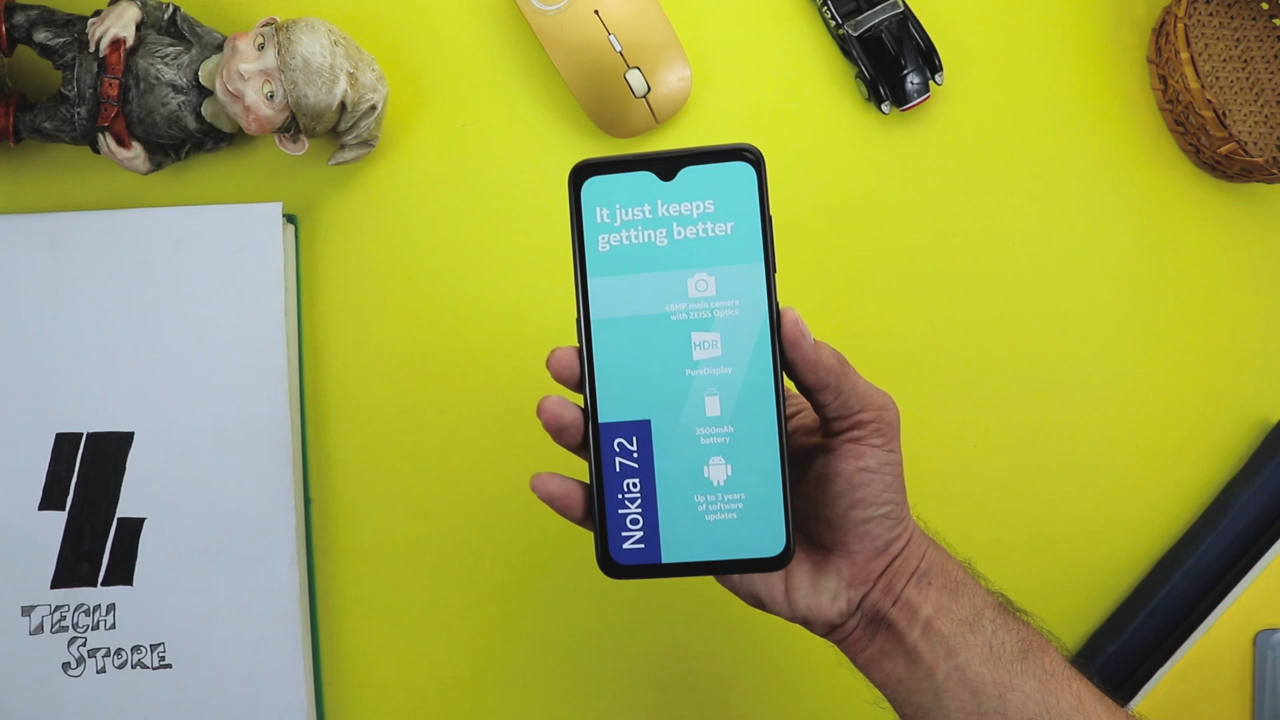 It just keeps
getting better
48MP main camera
with ZEISS Optics
HDR
PureDisplay
3500mAh
battery
Up to 3 years
of software
updates
Nokia 7.2
TECH
STORE